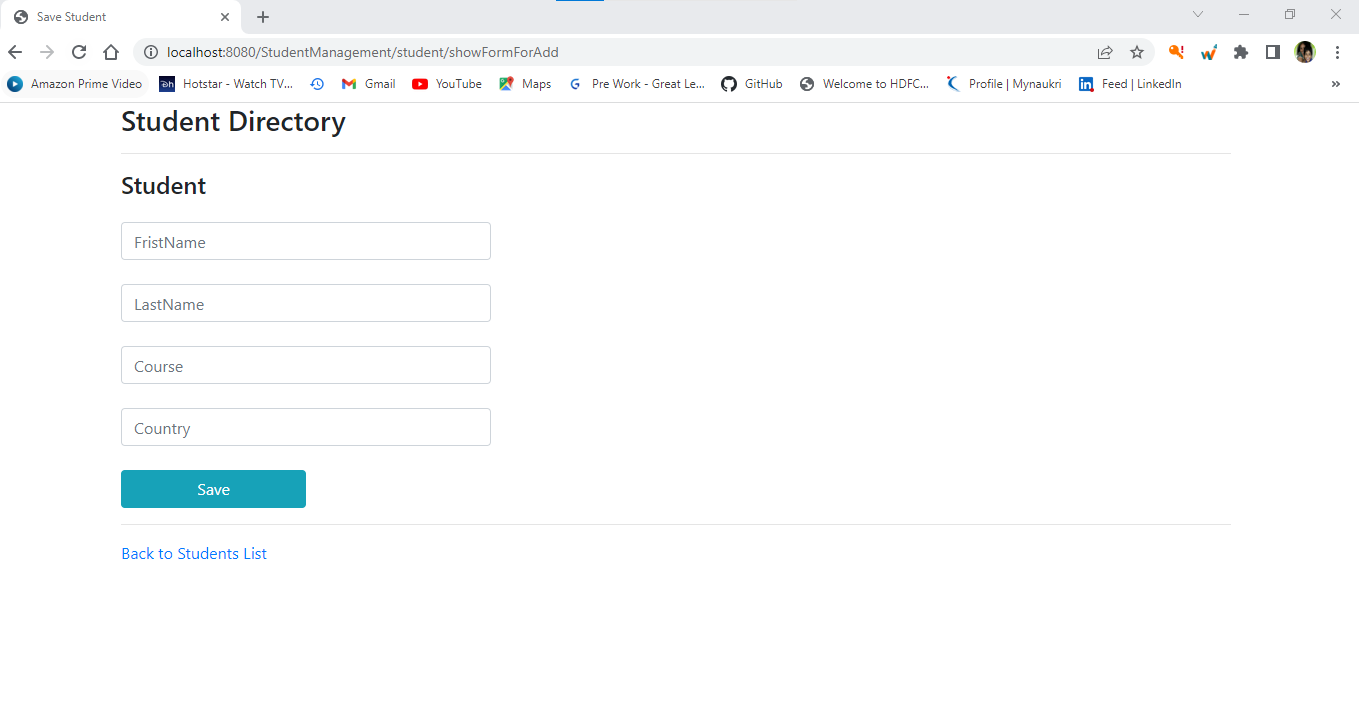 Save Student
localhost:8080/StudentManagement/student/showFormForAdd
Amazon Prime Video Hotstar - Watch TV... Gmail YouTube Maps G Pre Work - Great Le... GitHub Welcome to HDFC... Profile | Mynaukri in Feed | LinkedIn »
Student Directory
Student
FristName
LastName
Course
Country
Save
Back to Students List